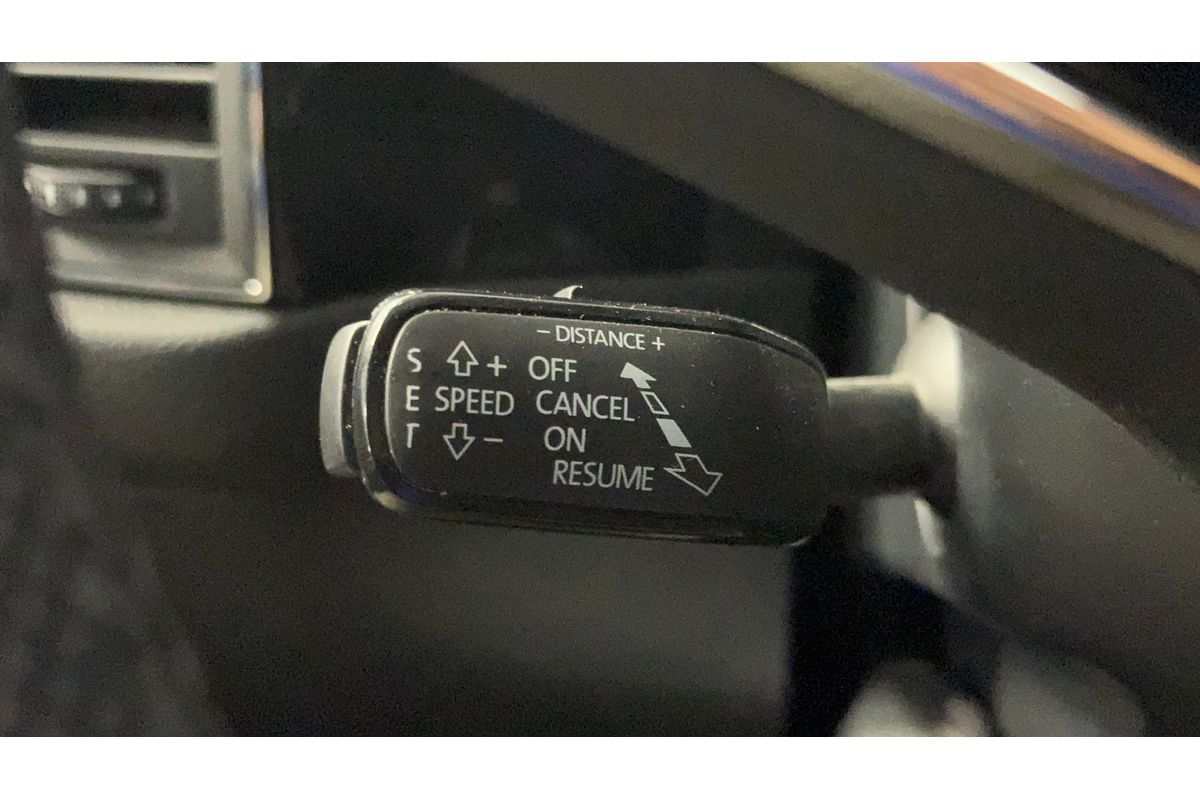 − DISTANCE +
S + OFF
E SPEED CANCEL
T − ON
RESUME